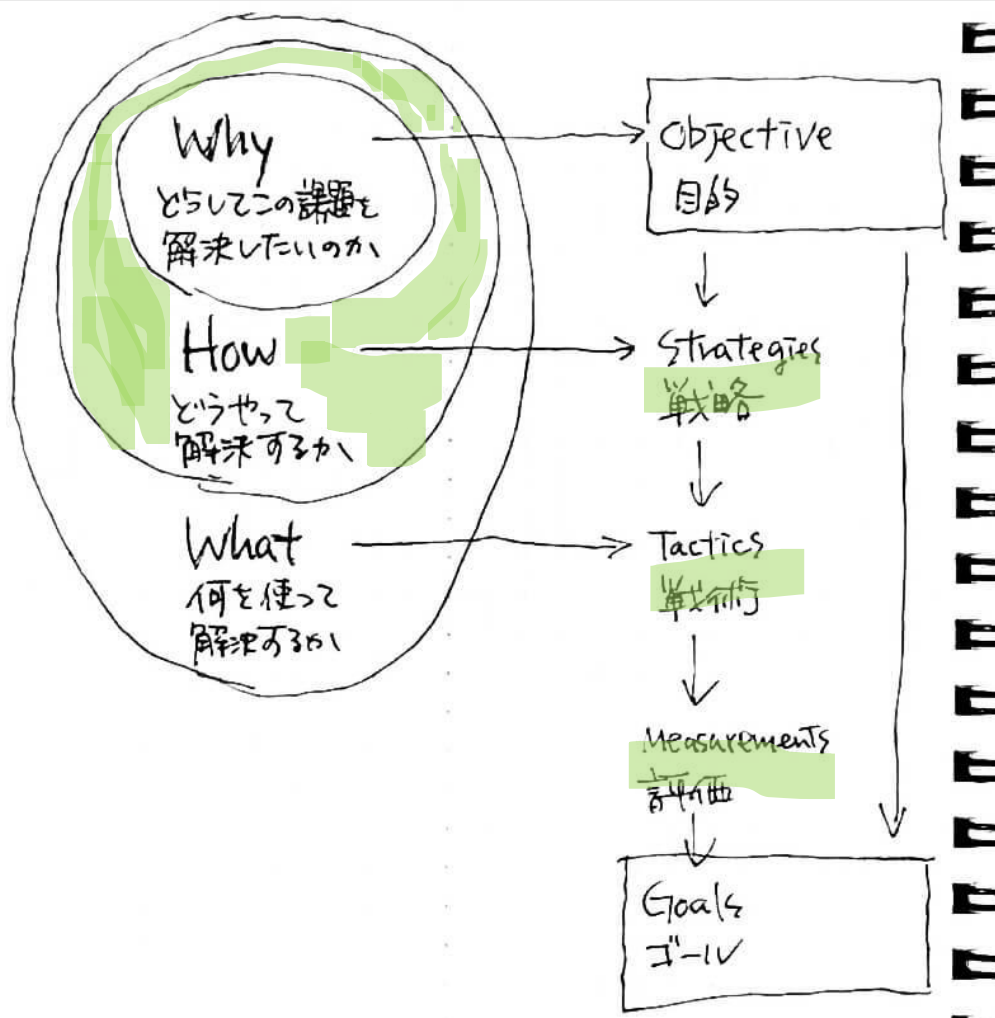 Why
どうしてこの課題を
解決したいのか
How
どうやって
解決するか
What
何を使って
解決するか
Objective
目的
Strategies
戦略
Tactics
戦術
Measurements
評価
Goals
ゴール